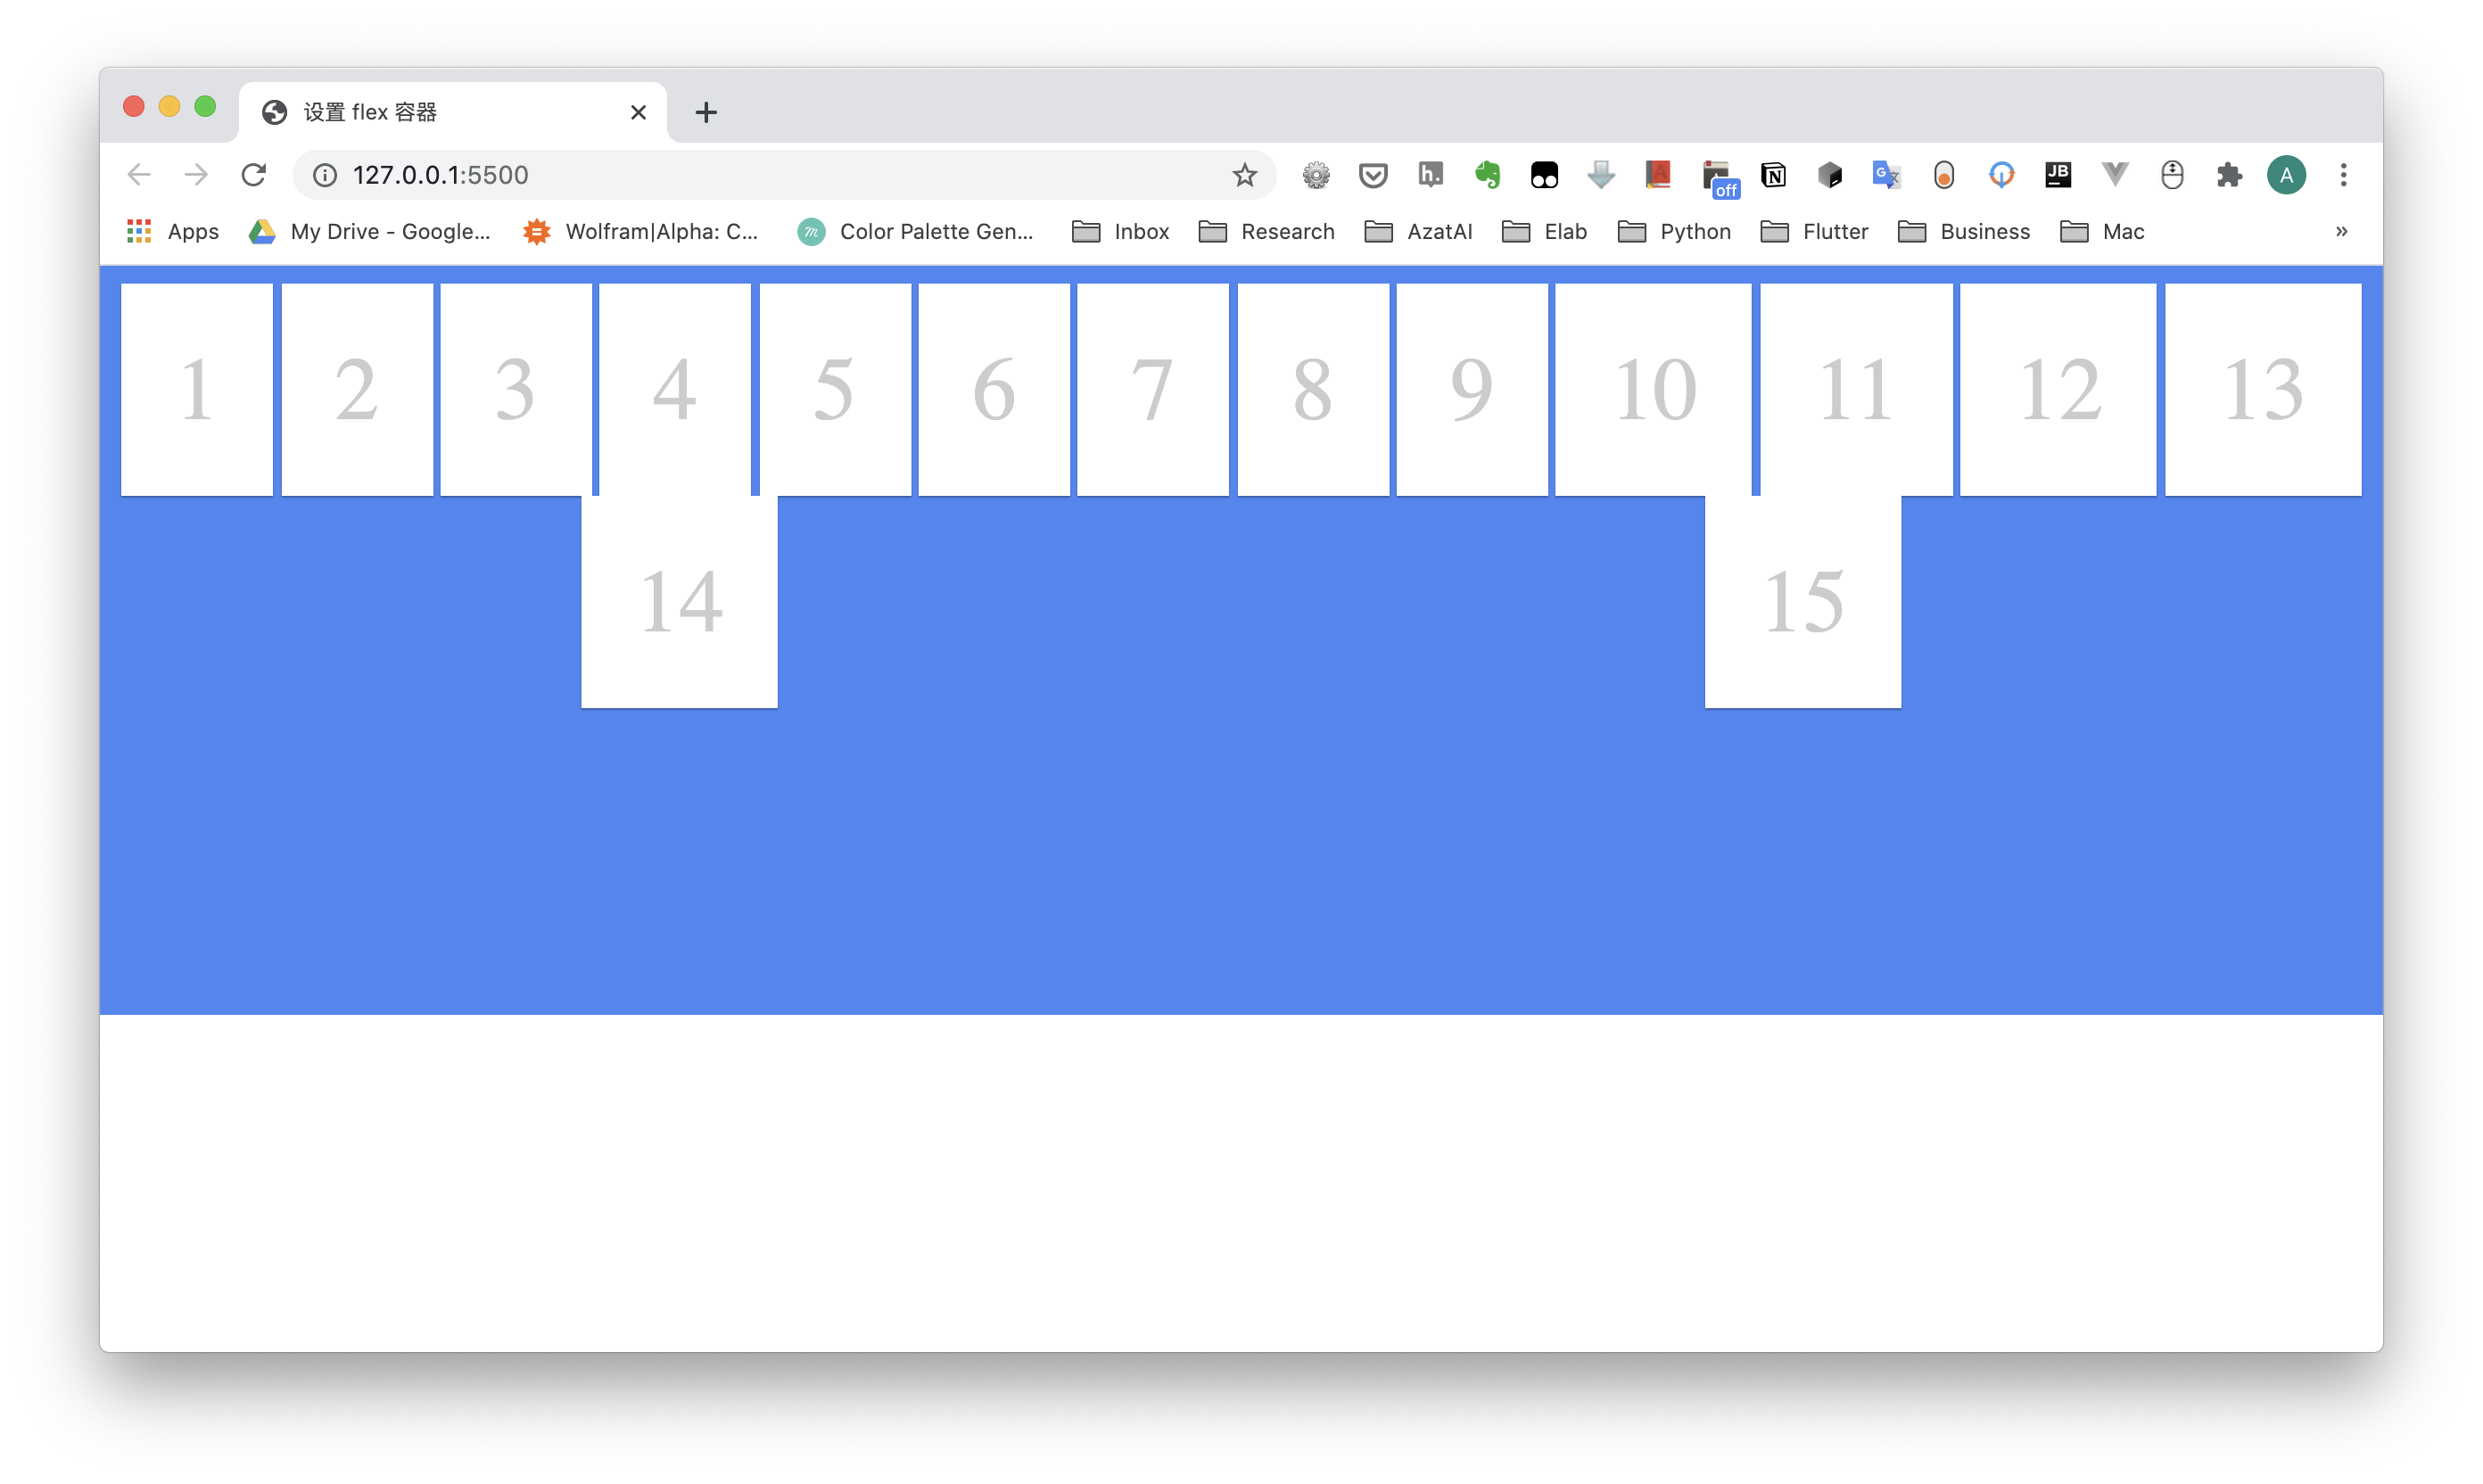 设置 flex 容器
127.0.0.1:5500
h.
off
N
G
JB
A
Apps
My Drive - Google...
Wolfram|Alpha: C...
m
Color Palette Gen...
Inbox
Research
AzatAI
Elab
Python
Flutter
Business
Mac
»
1 2 3 4 5 6 7 8 9 10 11 12 13
14 15